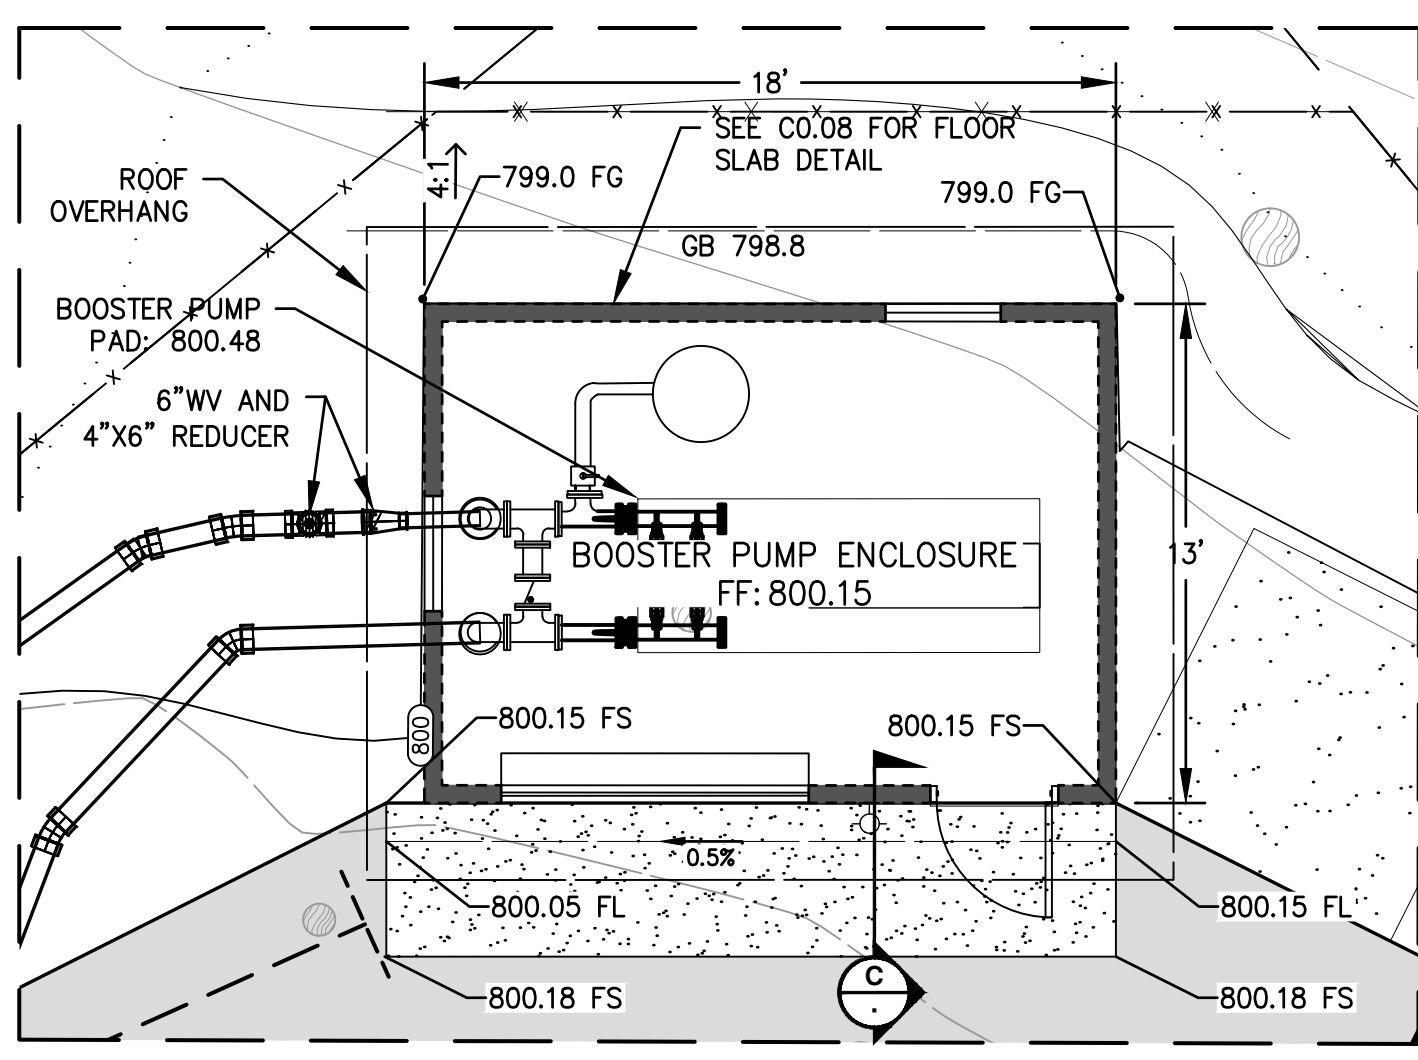 18'
SEE C0.08 FOR FLOOR
SLAB DETAIL
4:1
799.0 FG
799.0 FG
ROOF
OVERHANG
GB 798.8
BOOSTER PUMP
PAD: 800.48
6"WV AND
4"X6" REDUCER
BOOSTER PUMP ENCLOSURE
FF: 800.15
13'
800.15 FS
800.15 FS
800
0.5%
800.05 FL
800.15 FL
800.18 FS
C
800.18 FS